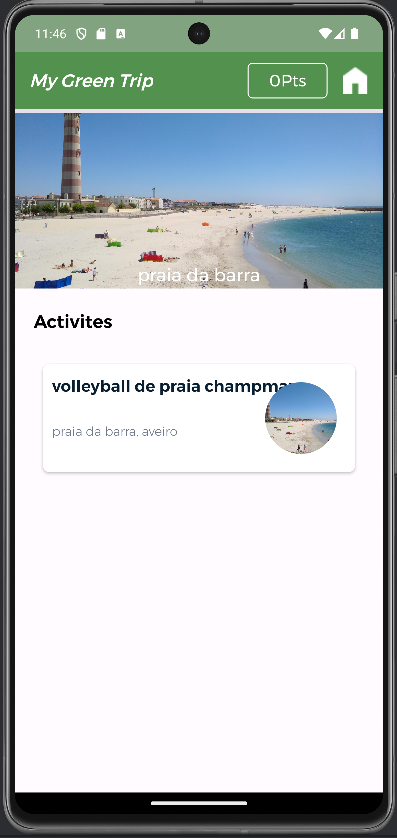 11:46
My Green Trip
0Pts
praia da barra
Activites
volleyball de praia champma
praia da barra, aveiro